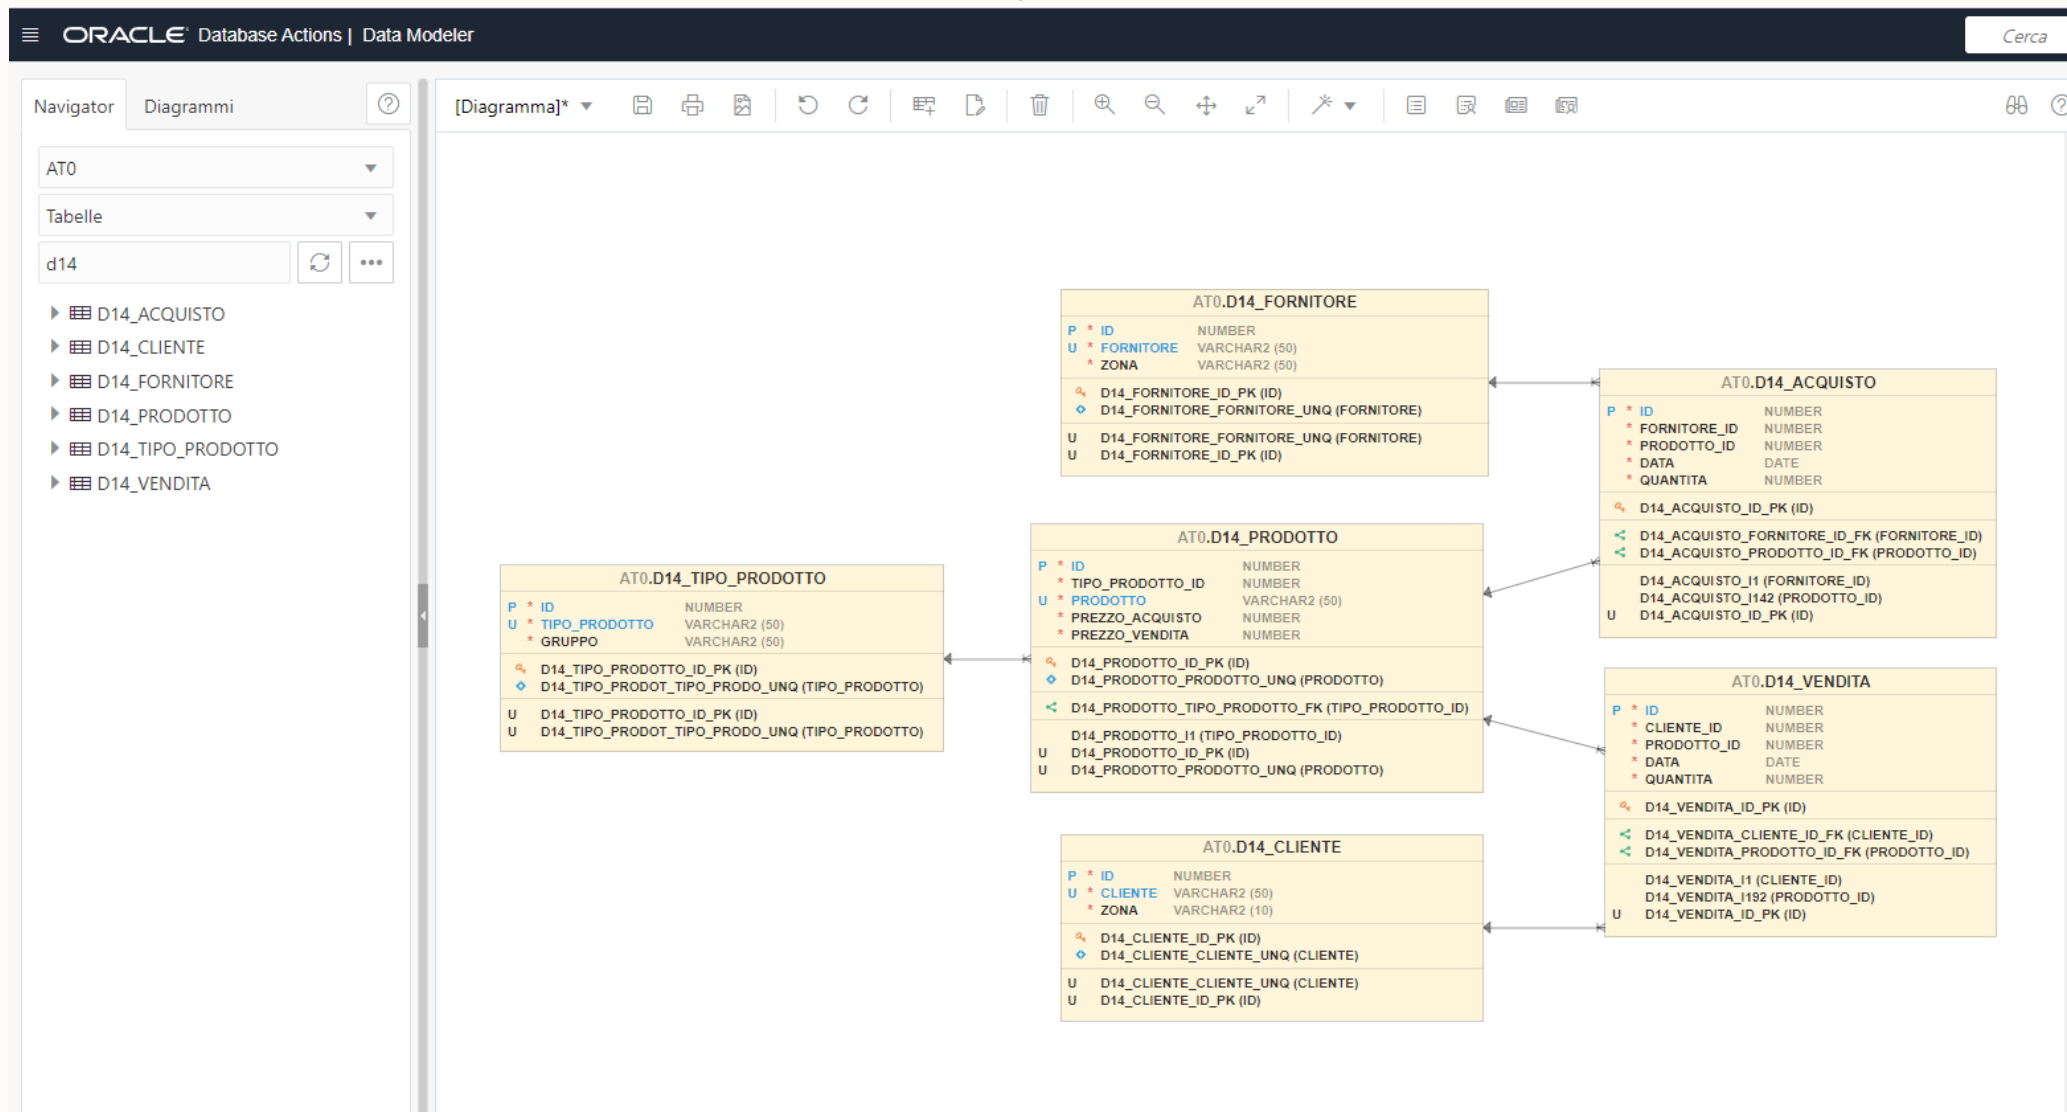 ORACLE Database Actions | Data Modeler
Cerca
Navigator
Diagrammi
[Diagramma]*
AT0
Tabelle
d14
D14_ACQUISTO
D14_CLIENTE
D14_FORNITORE
D14_PRODOTTO
D14_TIPO_PRODOTTO
D14_VENDITA
AT0.D14_TIPO_PRODOTTO
P * ID NUMBER
U * TIPO_PRODOTTO VARCHAR2 (50)
* GRUPPO VARCHAR2 (50)
D14_TIPO_PRODOTTO_ID_PK (ID)
D14_TIPO_PRODOT_TIPO_PRODO_UNQ (TIPO_PRODOTTO)
U D14_TIPO_PRODOTTO_ID_PK (ID)
U D14_TIPO_PRODOT_TIPO_PRODO_UNQ (TIPO_PRODOTTO)
AT0.D14_FORNITORE
P * ID NUMBER
U * FORNITORE VARCHAR2 (50)
* ZONA VARCHAR2 (50)
D14_FORNITORE_ID_PK (ID)
D14_FORNITORE_FORNITORE_UNQ (FORNITORE)
U D14_FORNITORE_FORNITORE_UNQ (FORNITORE)
U D14_FORNITORE_ID_PK (ID)
AT0.D14_PRODOTTO
P * ID NUMBER
* TIPO_PRODOTTO_ID NUMBER
U * PRODOTTO VARCHAR2 (50)
* PREZZO_ACQUISTO NUMBER
* PREZZO_VENDITA NUMBER
D14_PRODOTTO_ID_PK (ID)
D14_PRODOTTO_PRODOTTO_UNQ (PRODOTTO)
D14_PRODOTTO_TIPO_PRODOTTO_FK (TIPO_PRODOTTO_ID)
D14_PRODOTTO_I1 (TIPO_PRODOTTO_ID)
U D14_PRODOTTO_ID_PK (ID)
U D14_PRODOTTO_PRODOTTO_UNQ (PRODOTTO)
AT0.D14_CLIENTE
P * ID NUMBER
U * CLIENTE VARCHAR2 (50)
* ZONA VARCHAR2 (10)
D14_CLIENTE_ID_PK (ID)
D14_CLIENTE_CLIENTE_UNQ (CLIENTE)
U D14_CLIENTE_CLIENTE_UNQ (CLIENTE)
U D14_CLIENTE_ID_PK (ID)
AT0.D14_ACQUISTO
P * ID NUMBER
* FORNITORE_ID NUMBER
* PRODOTTO_ID NUMBER
* DATA DATE
* QUANTITA NUMBER
D14_ACQUISTO_ID_PK (ID)
D14_ACQUISTO_FORNITORE_ID_FK (FORNITORE_ID)
D14_ACQUISTO_PRODOTTO_ID_FK (PRODOTTO_ID)
D14_ACQUISTO_I1 (FORNITORE_ID)
D14_ACQUISTO_I142 (PRODOTTO_ID)
U D14_ACQUISTO_ID_PK (ID)
AT0.D14_VENDITA
P * ID NUMBER
* CLIENTE_ID NUMBER
* PRODOTTO_ID NUMBER
* DATA DATE
* QUANTITA NUMBER
D14_VENDITA_ID_PK (ID)
D14_VENDITA_CLIENTE_ID_FK (CLIENTE_ID)
D14_VENDITA_PRODOTTO_ID_FK (PRODOTTO_ID)
D14_VENDITA_I1 (CLIENTE_ID)
D14_VENDITA_I192 (PRODOTTO_ID)
U D14_VENDITA_ID_PK (ID)